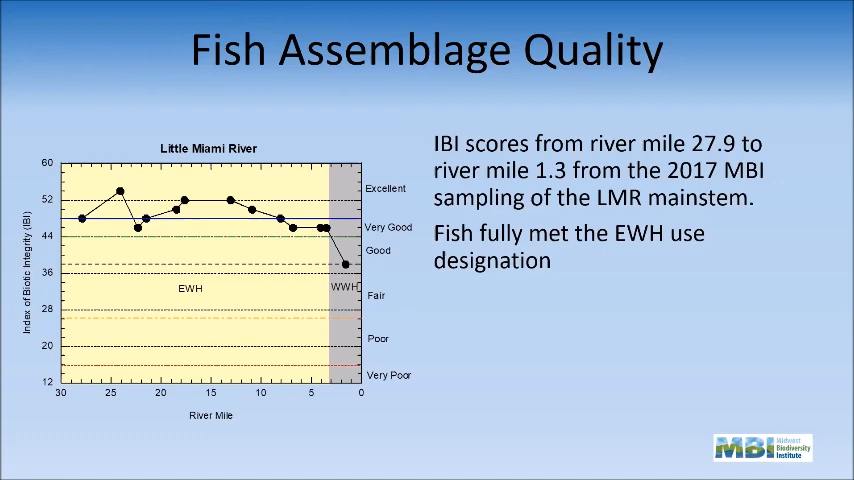 Fish Assemblage Quality
Little Miami River
60
52
44
36
28
20
12
Index of Biotic Integrity (IBI)
Excellent
Very Good
Good
Fair
Poor
Very Poor
EWH
WWH
30
25
20
15
10
5
0
River Mile
IBI scores from river mile 27.9 to
river mile 1.3 from the 2017 MBI
sampling of the LMR mainstem.
Fish fully met the EWH use
designation
MBI
Midwest
Biodiversity
Institute